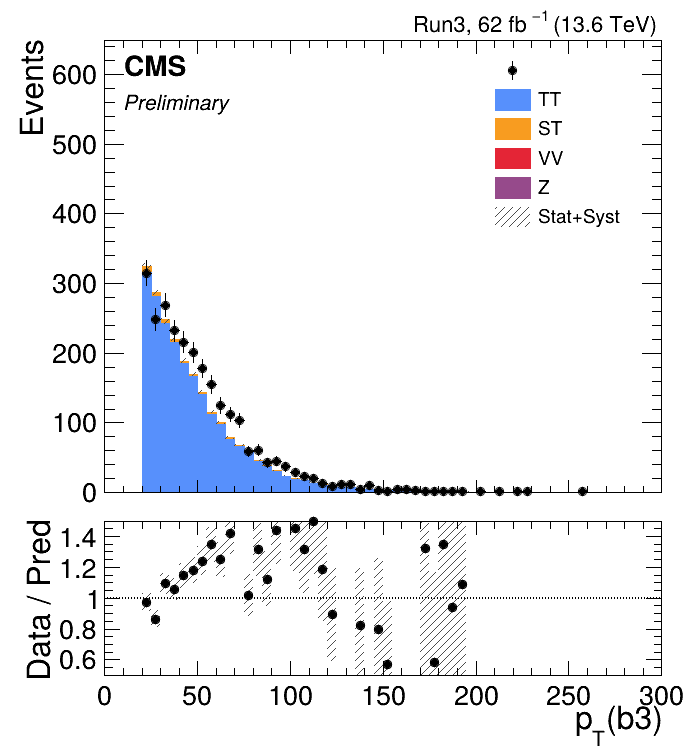 Run3, 62 fb⁻¹ (13.6 TeV)
CMS
Preliminary
Events
600
500
400
300
200
100
0
TT
ST
VV
Z
Stat+Syst
Data / Pred
1.4
1.2
1
0.8
0.6
0 50 100 150 200 250 300
p_T(b3)